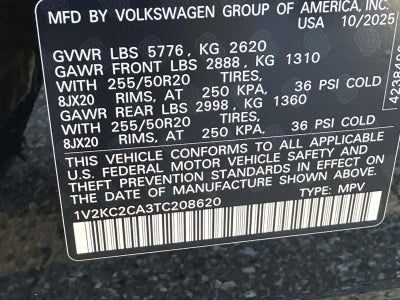 MFD BY VOLKSWAGEN GROUP OF AMERICA, INC.
USA 10/2025
GVWR LBS 5776, KG 2620
GAWR FRONT LBS 2888, KG 1310
WITH 255/50R20 TIRES,
8JX20 RIMS, AT 250 KPA, 36 PSI COLD
GAWR REAR LBS 2998, KG 1360
WITH 255/50R20 TIRES,
8JX20 RIMS, AT 250 KPA, 36 PSI COLD
THIS VEHICLE CONFORMS TO ALL APPLICABLE
U.S. FEDERAL MOTOR VEHICLE SAFETY AND
THEFT PREVENTION STANDARDS IN EFFECT ON THE
DATE OF MANUFACTURE SHOWN ABOVE.
1V2KC2CA3TC208620 TYPE: MPV